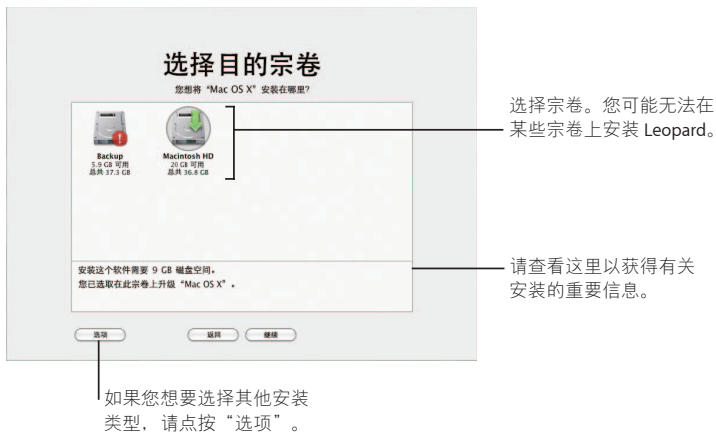 选择目的宗卷
您想将“Mac OS X”安装在哪里？
Backup
5.9 GB 可用
总共 37.3 GB
Macintosh HD
20 GB 可用
总共 36.8 GB
选择宗卷。您可能无法在
某些宗卷上安装 Leopard。
安装这个软件需要 9 GB 磁盘空间。
您已选取在此宗卷上升级“Mac OS X”。
请查看这里以获得有关
安装的重要信息。
选项
返回
继续
如果您想要选择其他安装
类型，请点按“选项”。